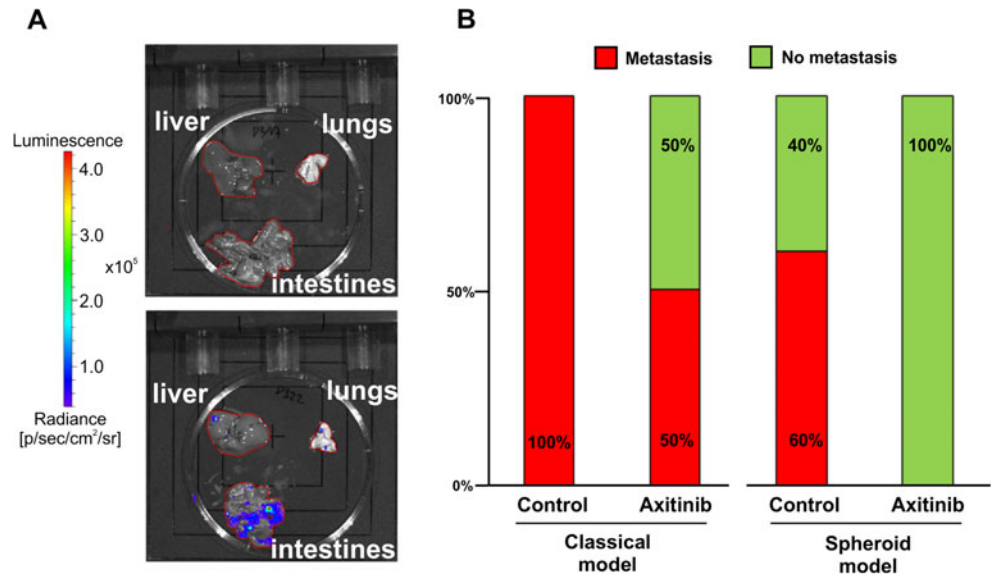 A
Luminescence
4.0
3.0
x10⁵
2.0
1.0
Radiance
[p/sec/cm²/sr]
liver
lungs
intestines
liver
lungs
D322
intestines
B
Metastasis
No metastasis
100%
50%
0%
100%
50%
50%
40%
60%
100%
Control
Axitinib
Control
Axitinib
Classical
model
Spheroid
model